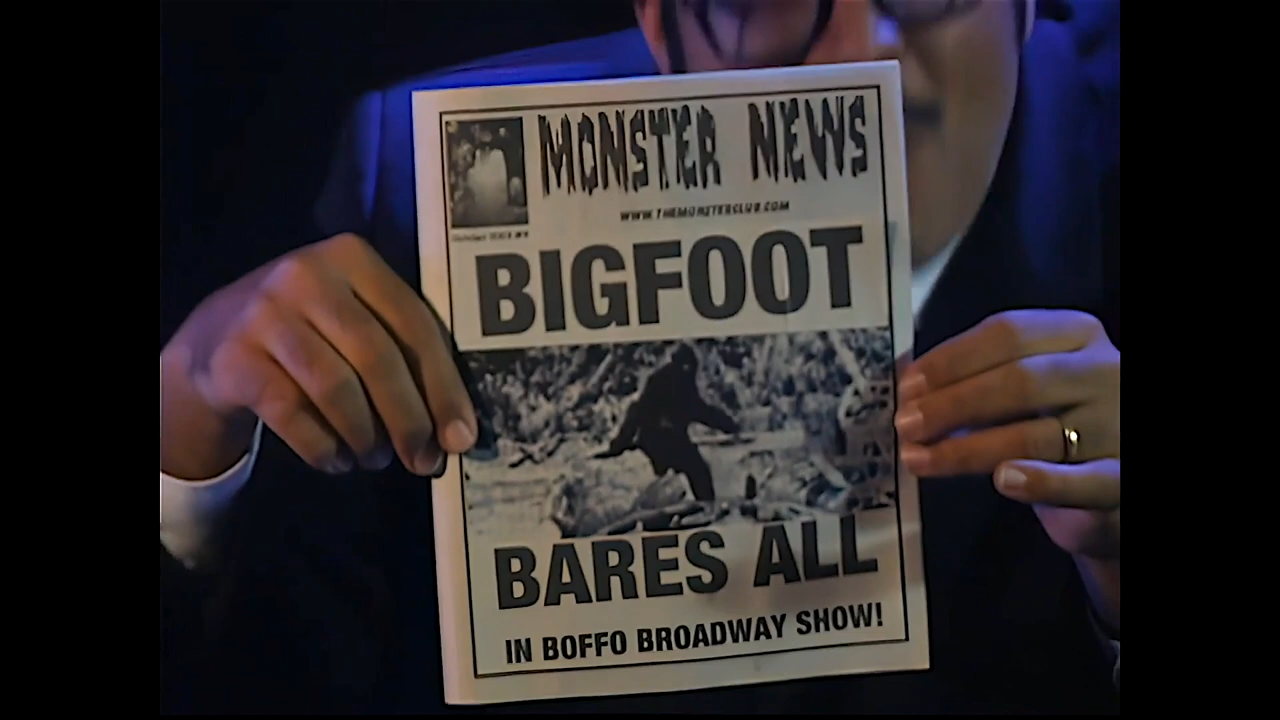 MONSTER NEWS
WWW.THEMONSTERCLUB.COM
BIGFOOT
BARES ALL
IN BOFFO BROADWAY SHOW!